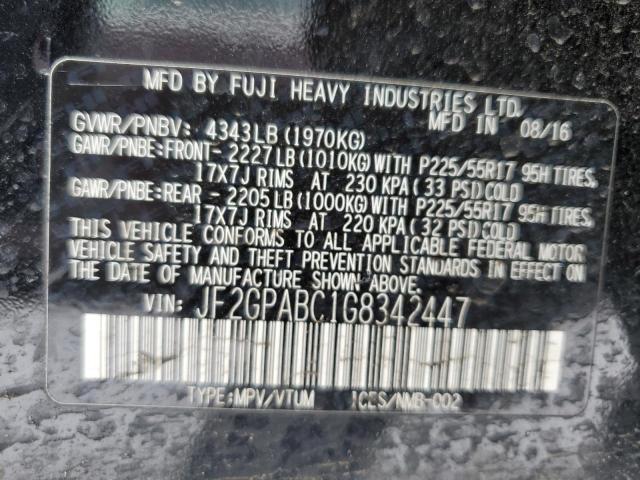 MFD BY FUJI HEAVY INDUSTRIES LTD.
MFD IN 08/16
GVWR/PNBV: 4343LB(1970KG)
GAWR/PNBE:FRONT-2227LB(1010KG)WITH P225/55R17 95H TIRES,
17X7J RIMS AT 230 KPA(33 PSI)COLD
GAWR/PNBE:REAR -2205LB(1000KG)WITH P225/55R17 95H TIRES,
17X7J RIMS AT 220 KPA(32 PSI)COLD
THIS VEHICLE CONFORMS TO ALL APPLICABLE FEDERAL MOTOR
VEHICLE SAFETY AND THEFT PREVENTION STANDARDS IN EFFECT ON
THE DATE OF MANUFACTURE SHOWN ABOVE.
VIN: JF2GPABC1G8342447
TYPE:MPV/VTUM ICES/NMB-002